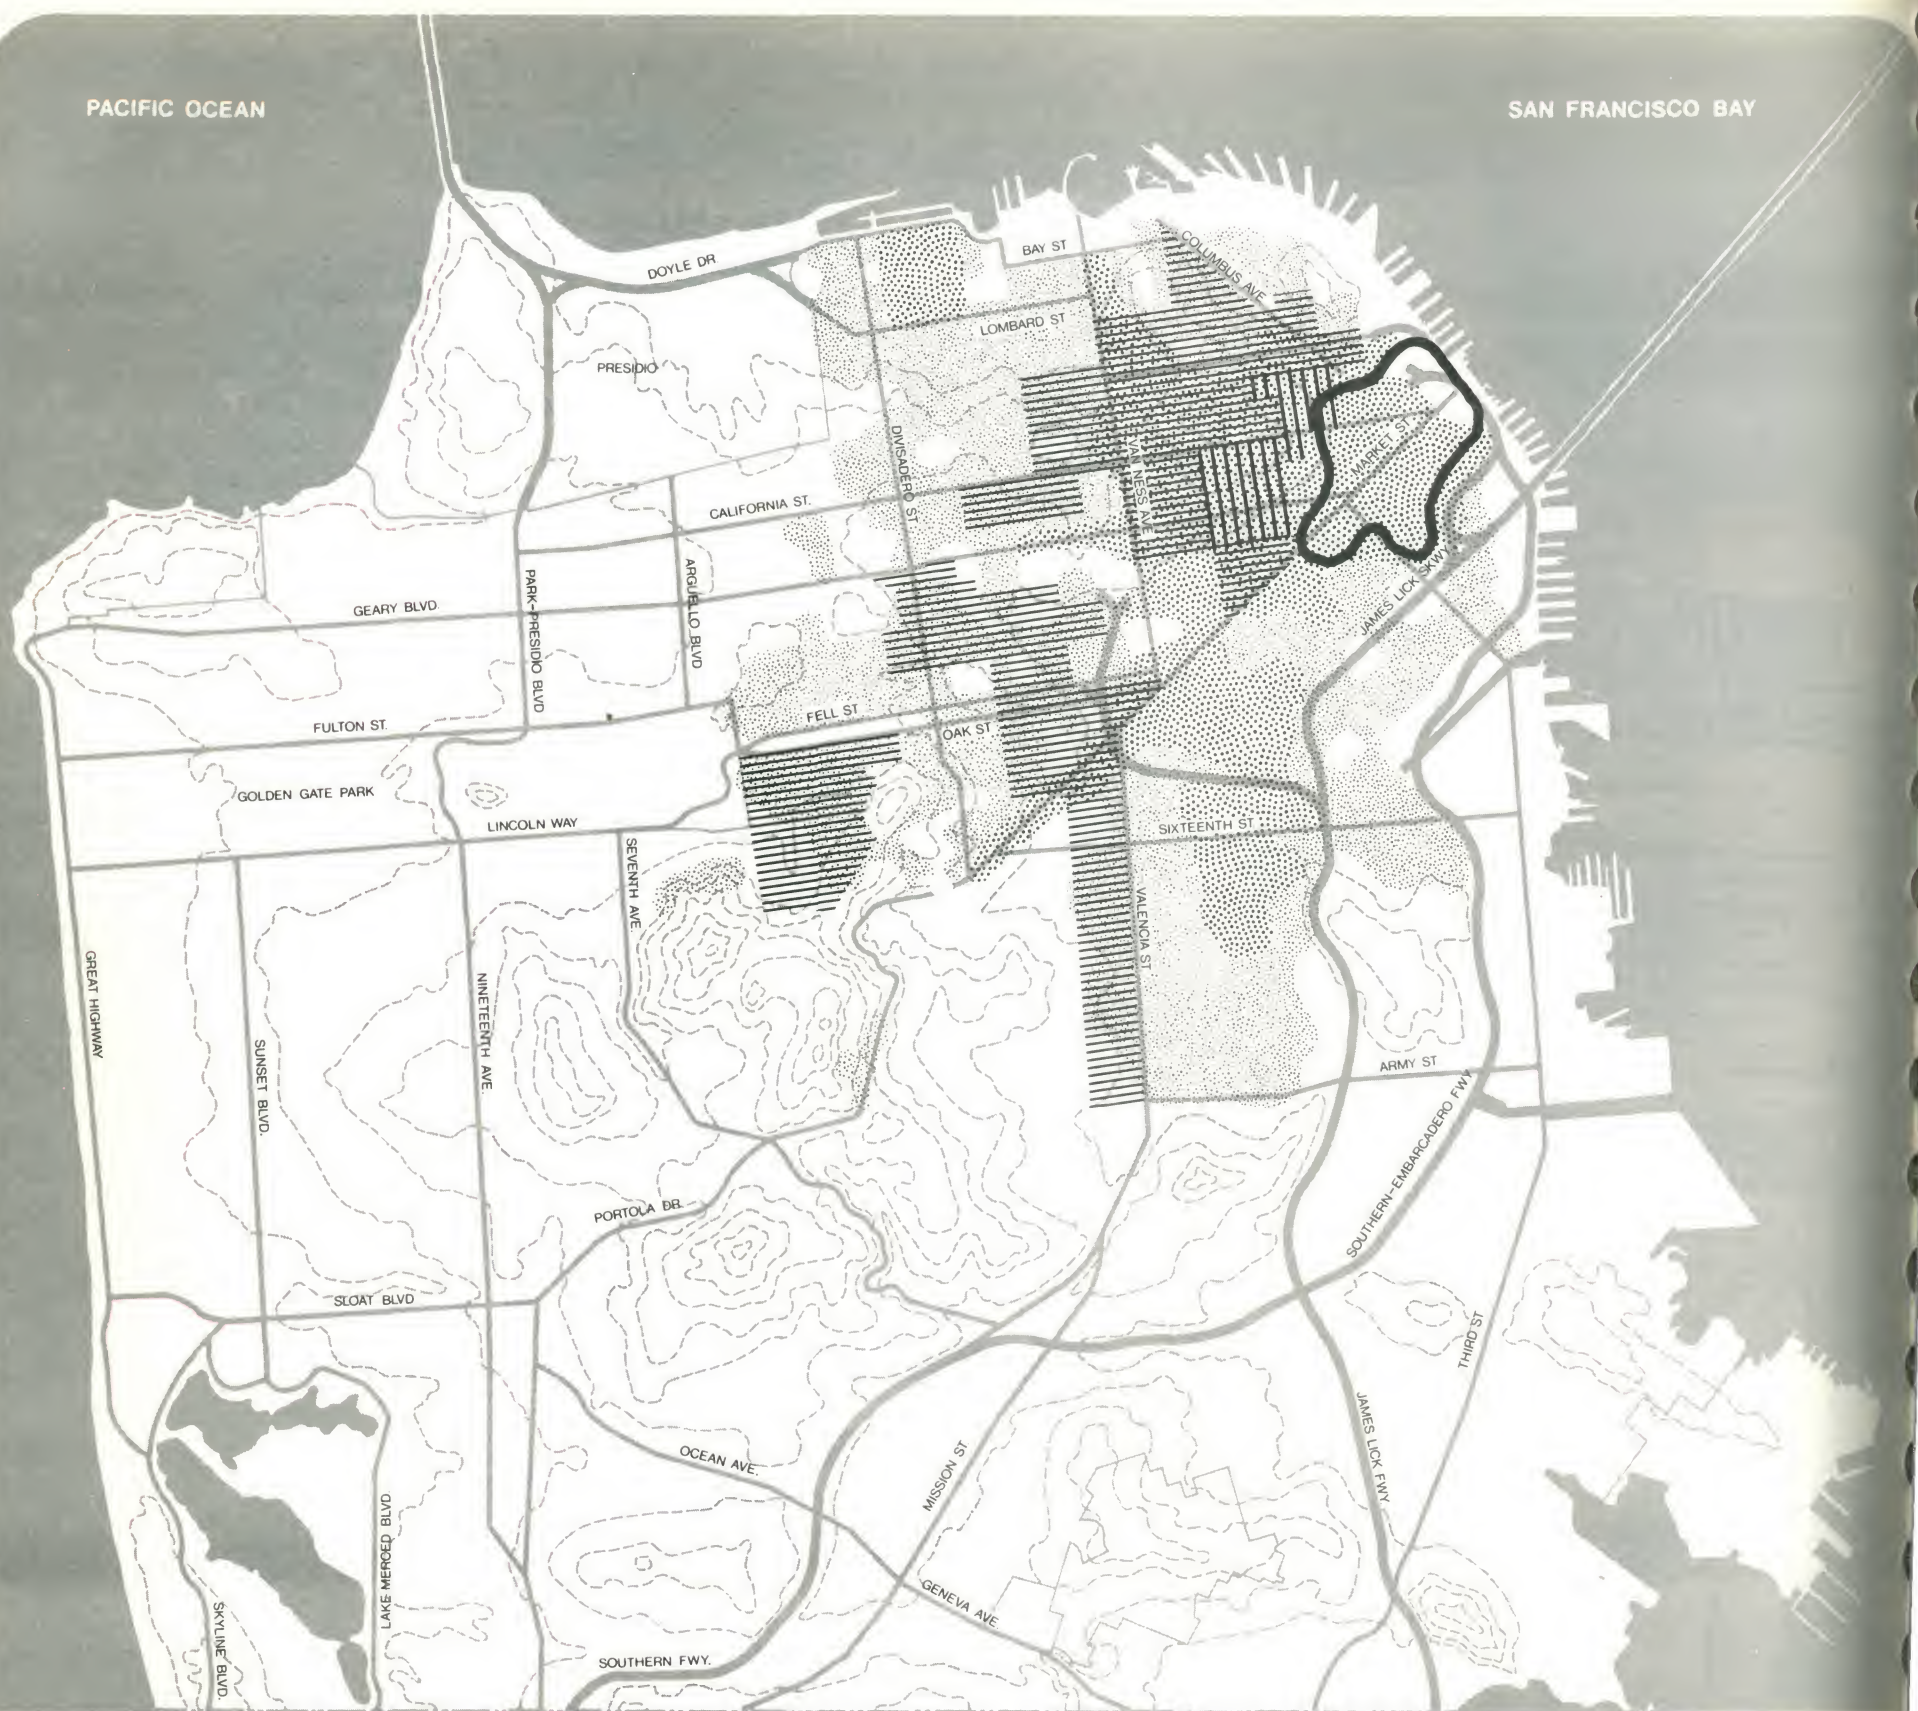 PACIFIC OCEAN
SAN FRANCISCO BAY
BAY ST
COLUMBUS AVE
DOYLE DR
LOMBARD ST
PRESIDIO
MARKET ST
DIVISADERO ST
VAN NESS AVE
CALIFORNIA ST.
JAMES LICK SKWY
PARK-PRESIDIO BLVD
ARGUELLO BLVD
GEARY BLVD
FELL ST
FULTON ST.
OAK ST
GOLDEN GATE PARK
LINCOLN WAY
SIXTEENTH ST
SEVENTH AVE.
VALENCIA ST
GREAT HIGHWAY
NINETEENTH AVE
SUNSET BLVD.
ARMY ST
SOUTHERN-EMBARCADERO FWY
PORTOLA DR.
SLOAT BLVD
THIRD ST
JAMES LICK FWY
OCEAN AVE.
MISSION ST
LAKE MERCED BLVD
GENEVA AVE
SKYLINE BLVD.
SOUTHERN FWY.